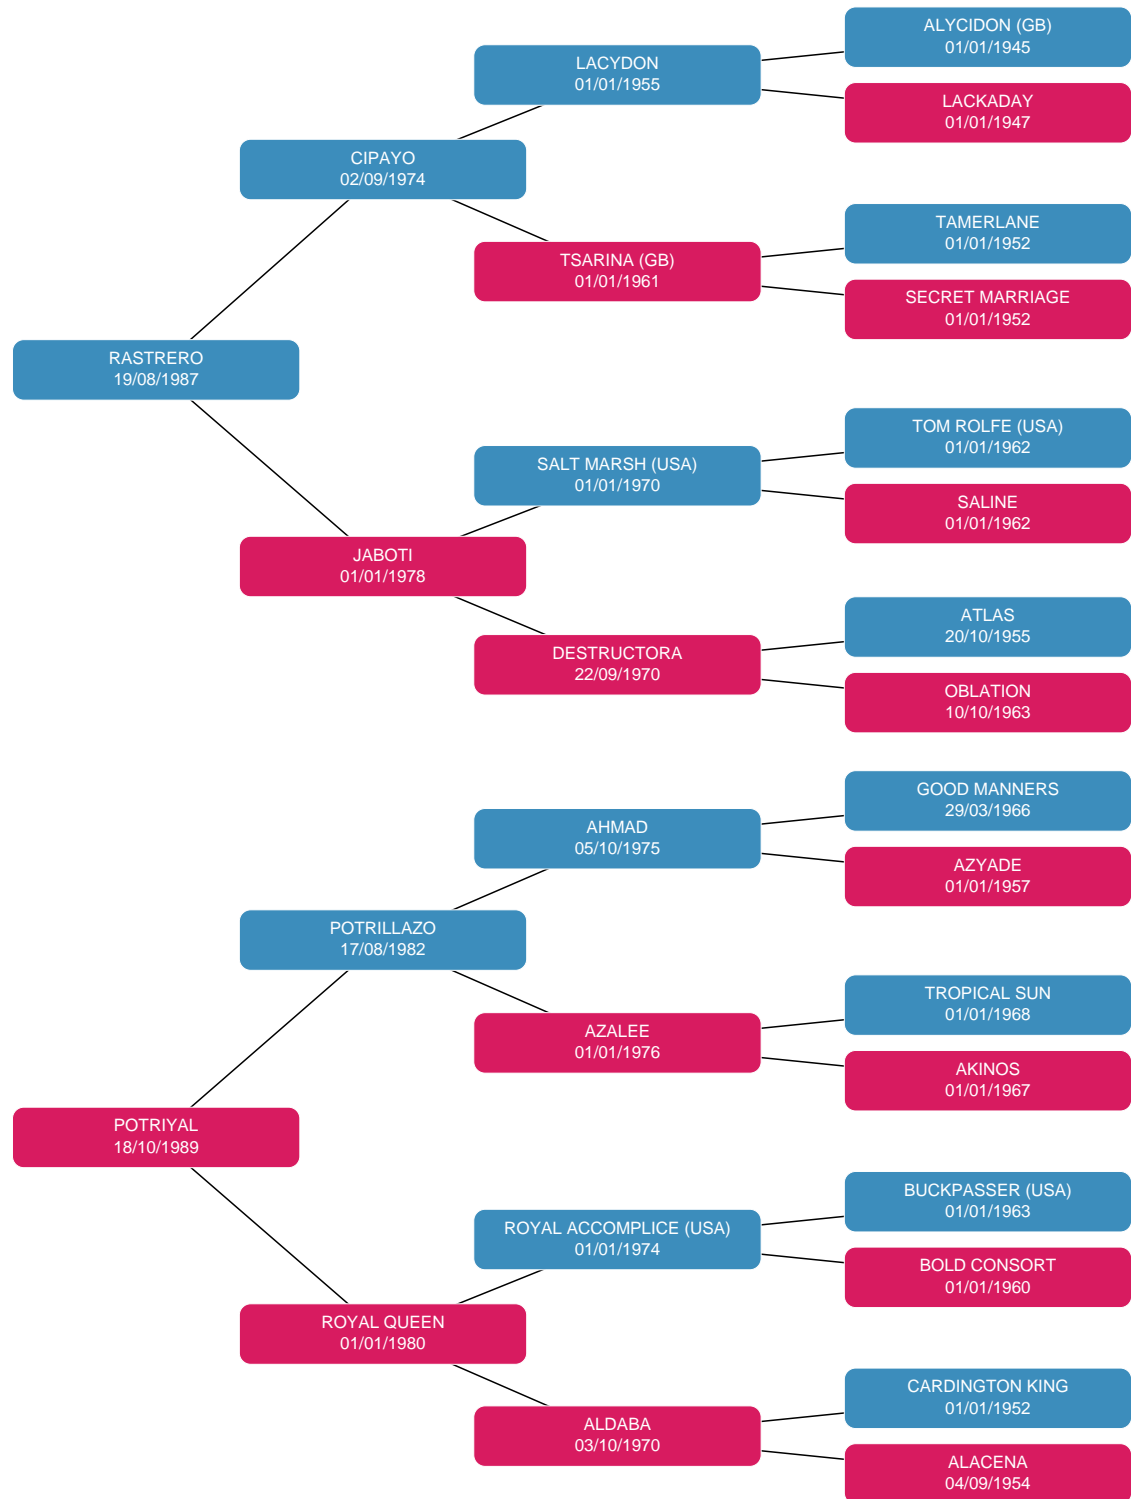 ALYCIDON (GB)
01/01/1945
LACYDON
01/01/1955
LACKADAY
01/01/1947
CIPAYO
02/09/1974
TAMERLANE
01/01/1952
TSARINA (GB)
01/01/1961
SECRET MARRIAGE
01/01/1952
RASTRERO
19/08/1987
TOM ROLFE (USA)
01/01/1962
SALT MARSH (USA)
01/01/1970
SALINE
01/01/1962
JABOTI
01/01/1978
ATLAS
20/10/1955
DESTRUCTORA
22/09/1970
OBLATION
10/10/1963
GOOD MANNERS
29/03/1966
AHMAD
05/10/1975
AZYADE
01/01/1957
POTRILLAZO
17/08/1982
TROPICAL SUN
01/01/1968
AZALEE
01/01/1976
AKINOS
01/01/1967
POTRIYAL
18/10/1989
BUCKPASSER (USA)
01/01/1963
ROYAL ACCOMPLICE (USA)
01/01/1974
BOLD CONSORT
01/01/1960
ROYAL QUEEN
01/01/1980
CARDINGTON KING
01/01/1952
ALDABA
03/10/1970
ALACENA
04/09/1954